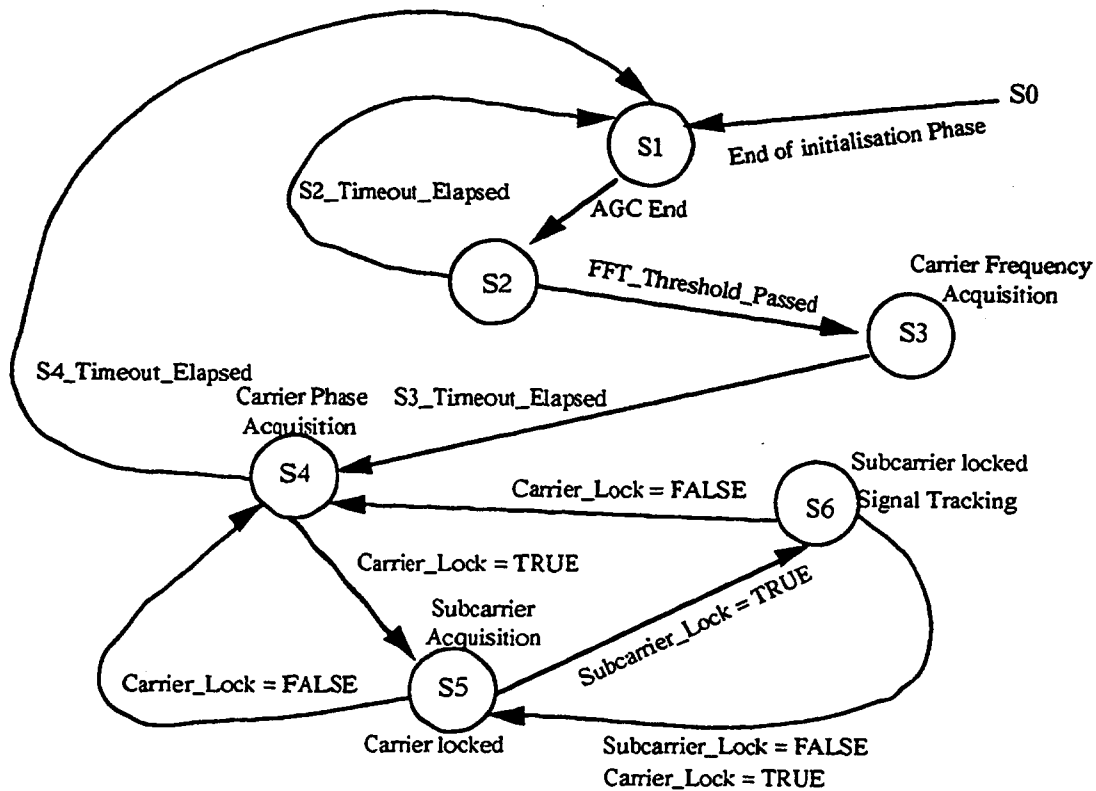 S0
S1
End of initialisation Phase
S2_Timeout_Elapsed
AGC End
S2
FFT_Threshold_Passed
Carrier Frequency
Acquisition
S3
S4_Timeout_Elapsed
Carrier Phase
Acquisition
S3_Timeout_Elapsed
S4
Subcarrier locked
Signal Tracking
Carrier_Lock = FALSE
S6
Carrier_Lock = TRUE
Subcarrier
Acquisition
Subcarrier_Lock = TRUE
Carrier_Lock = FALSE
S5
Carrier locked
Subcarrier_Lock = FALSE
Carrier_Lock = TRUE